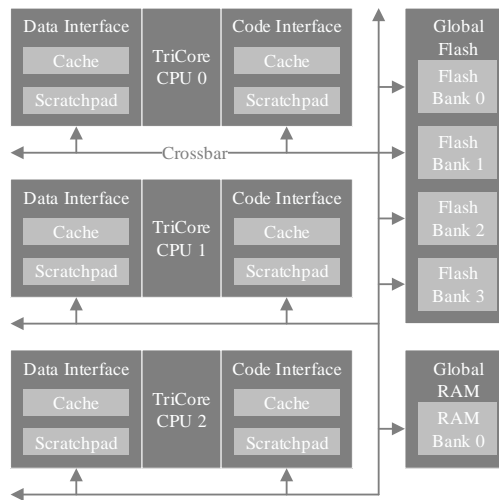 Data Interface
Cache
Scratchpad
TriCore
CPU 0
Code Interface
Cache
Scratchpad
Global
Flash
Flash
Bank 0
Flash
Bank 1
Flash
Bank 2
Flash
Bank 3
Crossbar
Data Interface
Cache
Scratchpad
TriCore
CPU 1
Code Interface
Cache
Scratchpad
Data Interface
Cache
Scratchpad
TriCore
CPU 2
Code Interface
Cache
Scratchpad
Global
RAM
RAM
Bank 0